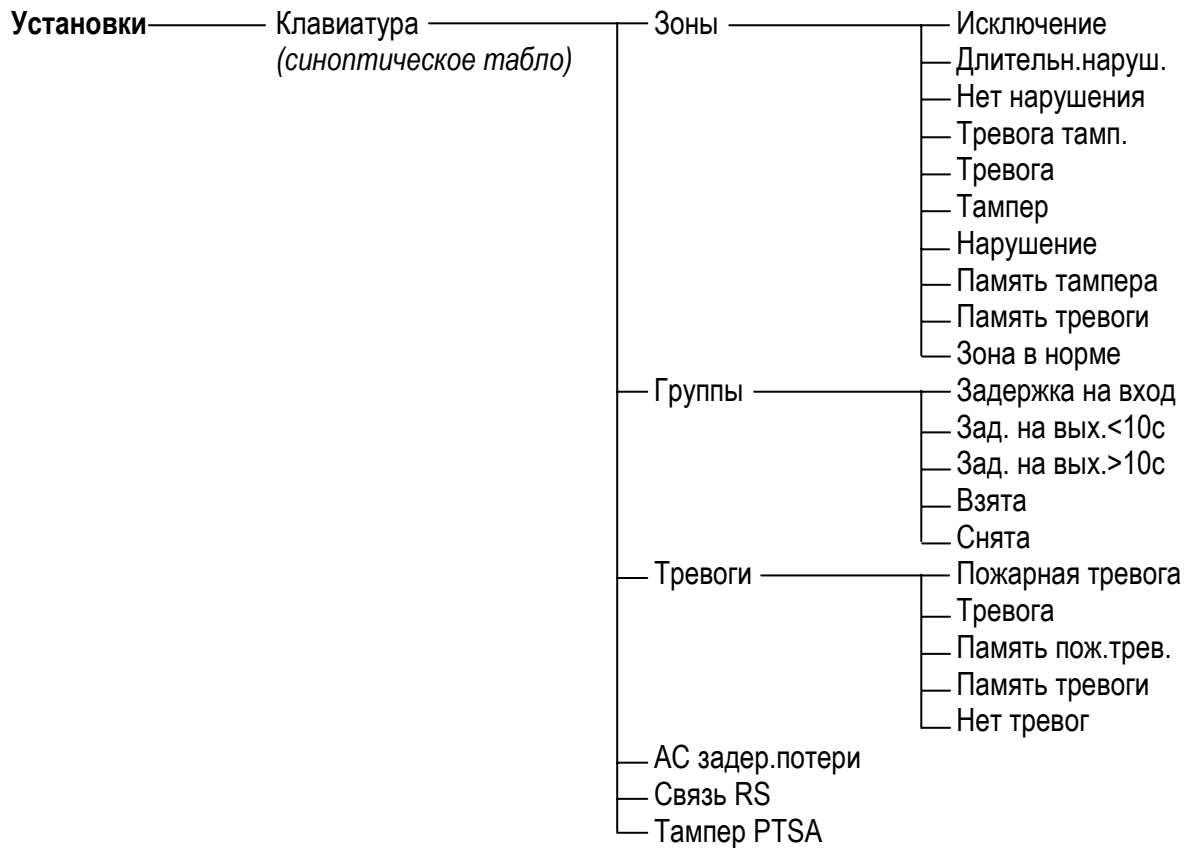 Установки Клавиатура Зоны Исключение
(синоптическое табло) Длительн.наруш.
Нет нарушения
Тревога тамп.
Тревога
Тампер
Нарушение
Память тампера
Память тревоги
Зона в норме
Группы Задержка на вход
Зад. на вых.<10с
Зад. на вых.>10с
Взята
Снята
Тревоги Пожарная тревога
Тревога
Память пож.трев.
Память тревоги
Нет тревог
АС задер.потери
Связь RS
Тампер PTSA